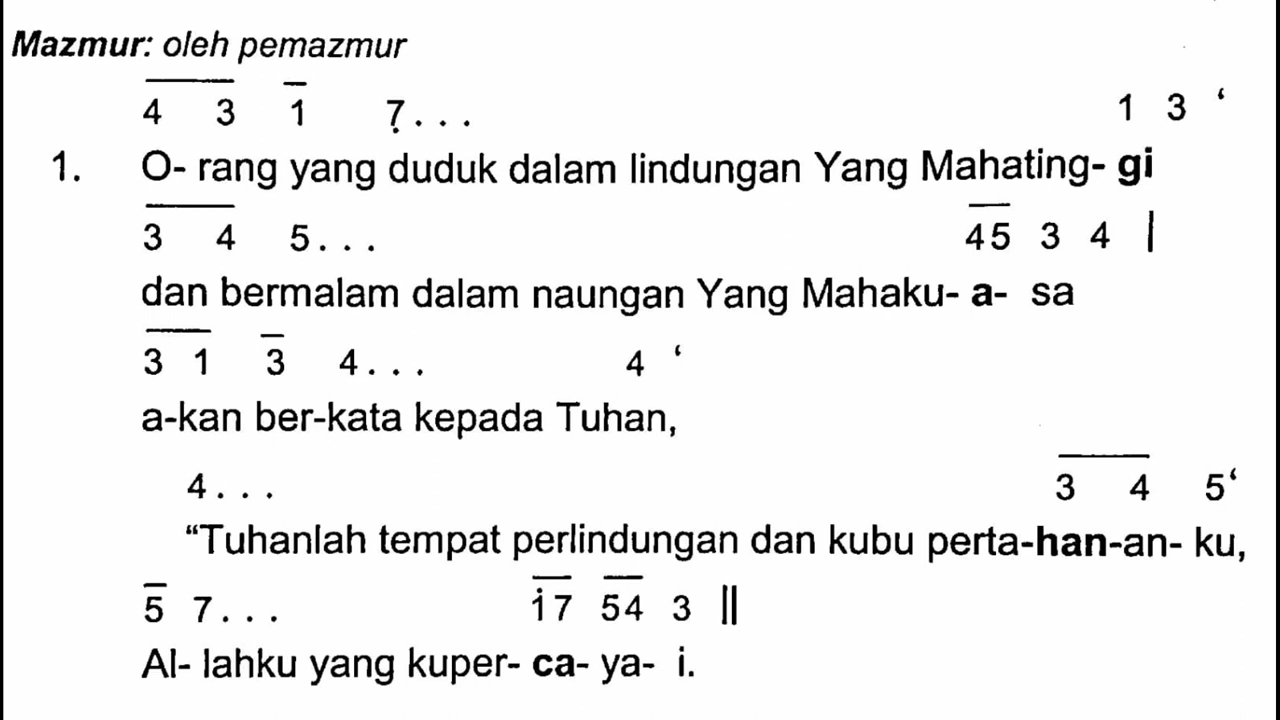 Mazmur: oleh pemazmur
4 3 1 7̣... 1 3 ‘
1. O- rang yang duduk dalam lindungan Yang Mahating- gi
3 4 5... 45 3 4 |
dan bermalam dalam naungan Yang Mahaku- a- sa
3 1 3 4... 4 ‘
a-kan ber-kata kepada Tuhan,
4... 3 4 5‘
“Tuhanlah tempat perlindungan dan kubu perta-han-an- ku,
5 7... 1̇7 54 3 ||
Al- lahku yang kuper- ca- ya- i.